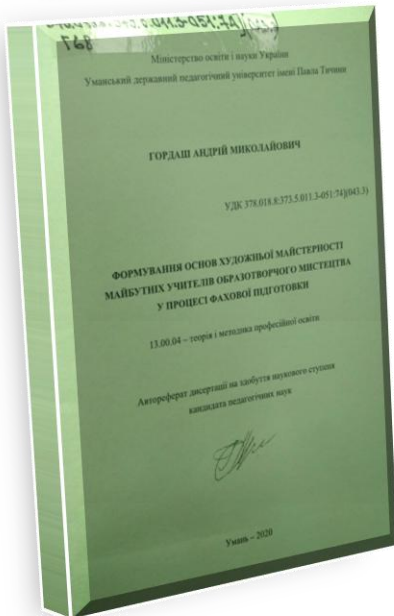 Г68
Міністерство освіти і науки України
Уманський державний педагогічний університет імені Павла Тичини
ГОРДАШ АНДРІЙ МИКОЛАЙОВИЧ
УДК 378.018.8:373.5.011.3-051:74](043.3)
ФОРМУВАННЯ ОСНОВ ХУДОЖНЬОЇ МАЙСТЕРНОСТІ
МАЙБУТНІХ УЧИТЕЛІВ ОБРАЗОТВОРЧОГО МИСТЕЦТВА
У ПРОЦЕСІ ФАХОВОЇ ПІДГОТОВКИ
13.00.04 – теорія і методика професійної освіти
Автореферат дисертації на здобуття наукового ступеня
кандидата педагогічних наук
Умань – 2020